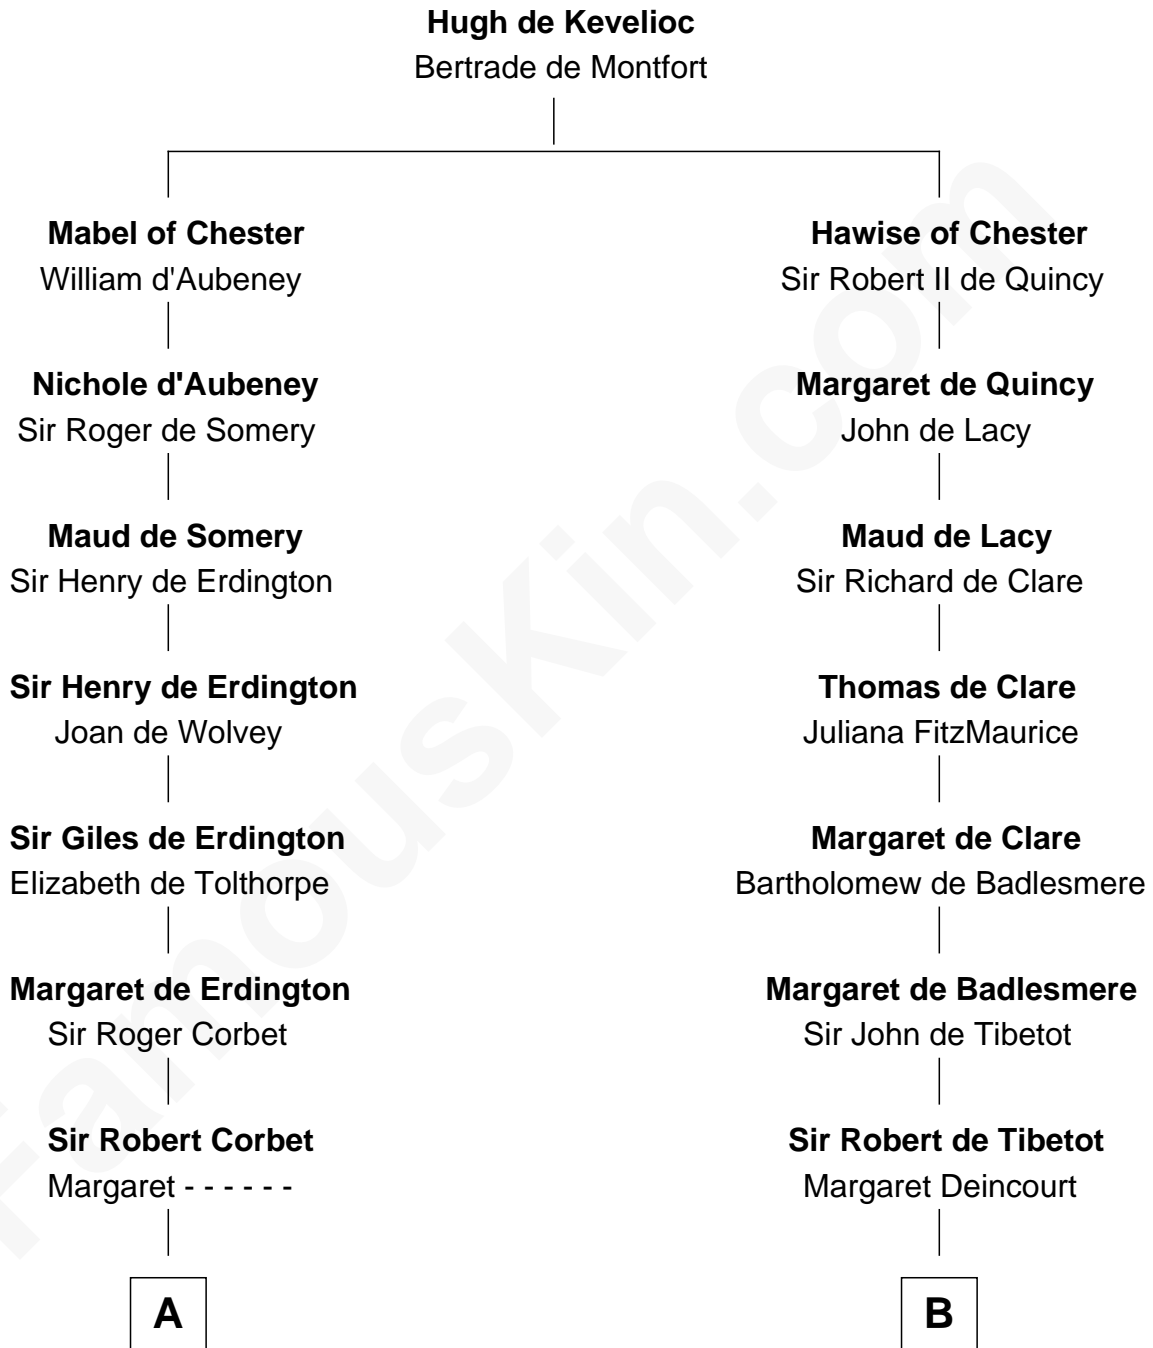 Hugh de Kevelioc
Bertrade de Montfort
Mabel of Chester
William d'Aubeney
Hawise of Chester
Sir Robert II de Quincy
Nichole d'Aubeney
Sir Roger de Somery
Margaret de Quincy
John de Lacy
Maud de Somery
Sir Henry de Erdington
Maud de Lacy
Sir Richard de Clare
Sir Henry de Erdington
Joan de Wolvey
Thomas de Clare
Juliana FitzMaurice
Sir Giles de Erdington
Elizabeth de Tolthorpe
Margaret de Clare
Bartholomew de Badlesmere
Margaret de Erdington
Sir Roger Corbet
Margaret de Badlesmere
Sir John de Tibetot
Sir Robert Corbet
Margaret - - - - - -
Sir Robert de Tibetot
Margaret Deincourt
A
B
FamousKin.com